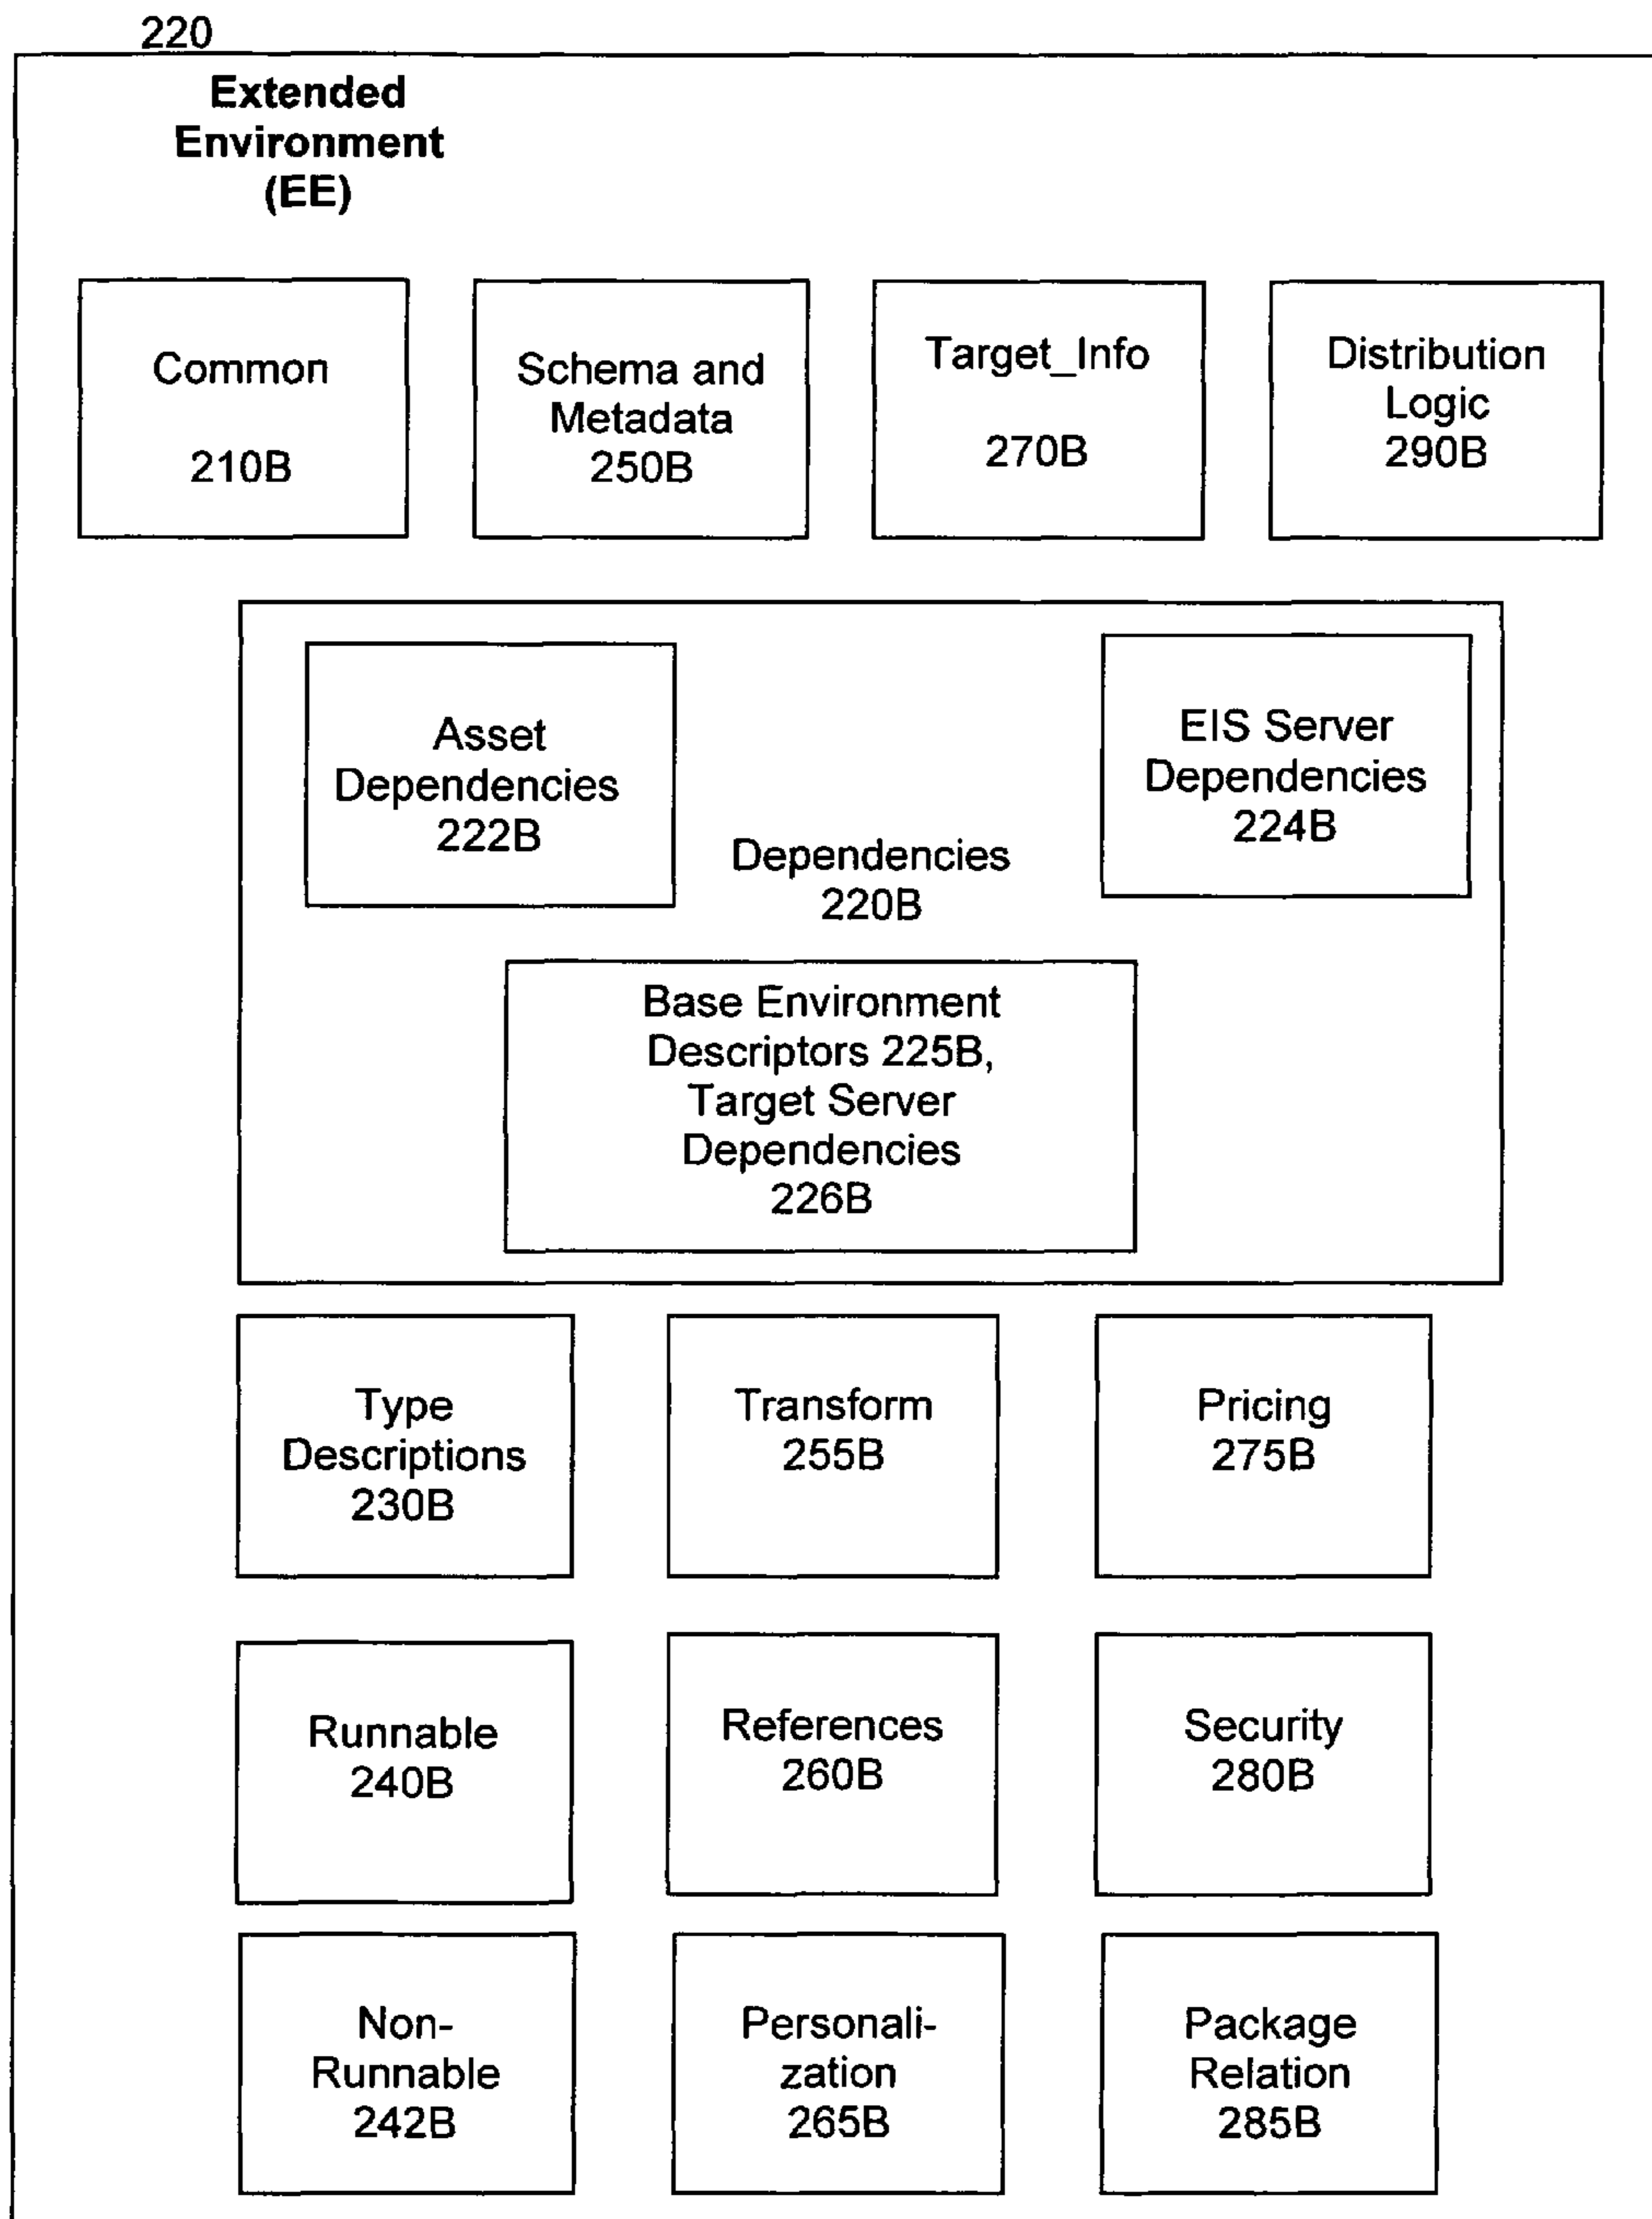 220
Extended
Environment
(EE)
Common
210B
Schema and
Metadata
250B
Target_Info
270B
Distribution
Logic
290B
Asset
Dependencies
222B
EIS Server
Dependencies
224B
Dependencies
220B
Base Environment
Descriptors 225B,
Target Server
Dependencies
226B
Type
Descriptions
230B
Transform
255B
Pricing
275B
Runnable
240B
References
260B
Security
280B
Non-
Runnable
242B
Personali-
zation
265B
Package
Relation
285B